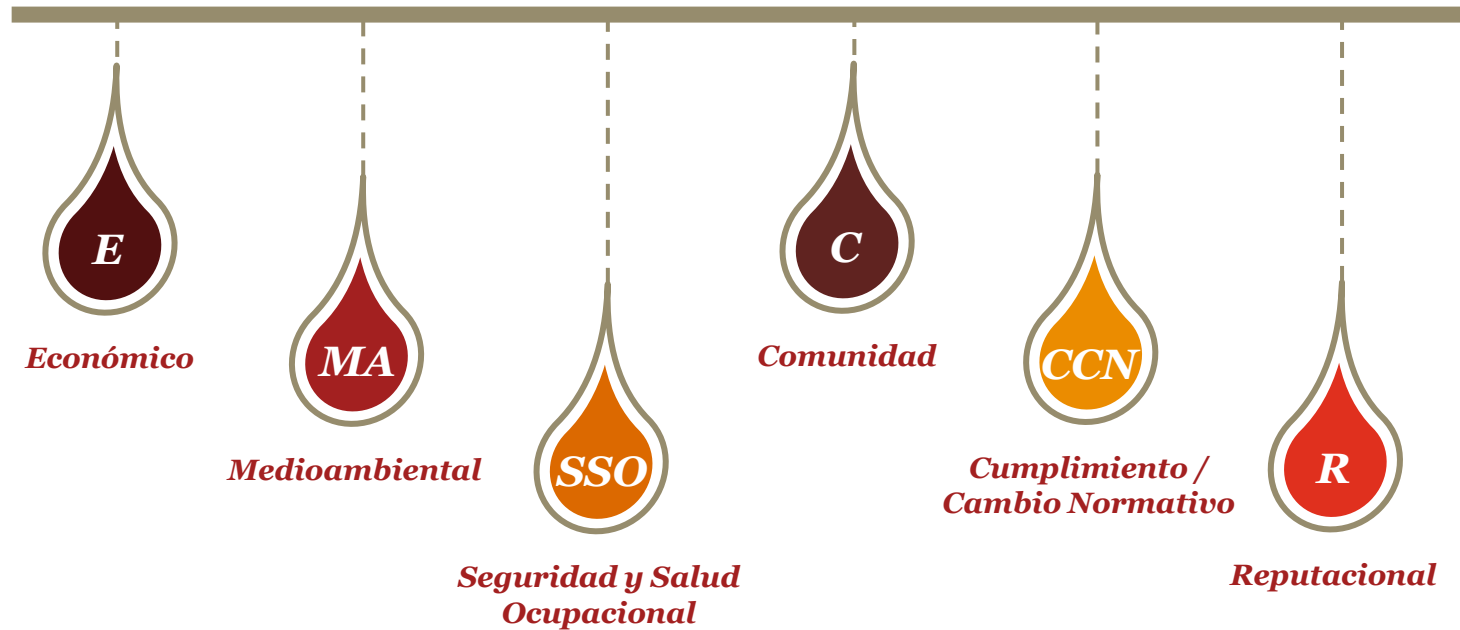 E
Económico
MA
Medioambiental
SSO
Seguridad y Salud
Ocupacional
C
Comunidad
CCN
Cumplimiento /
Cambio Normativo
R
Reputacional